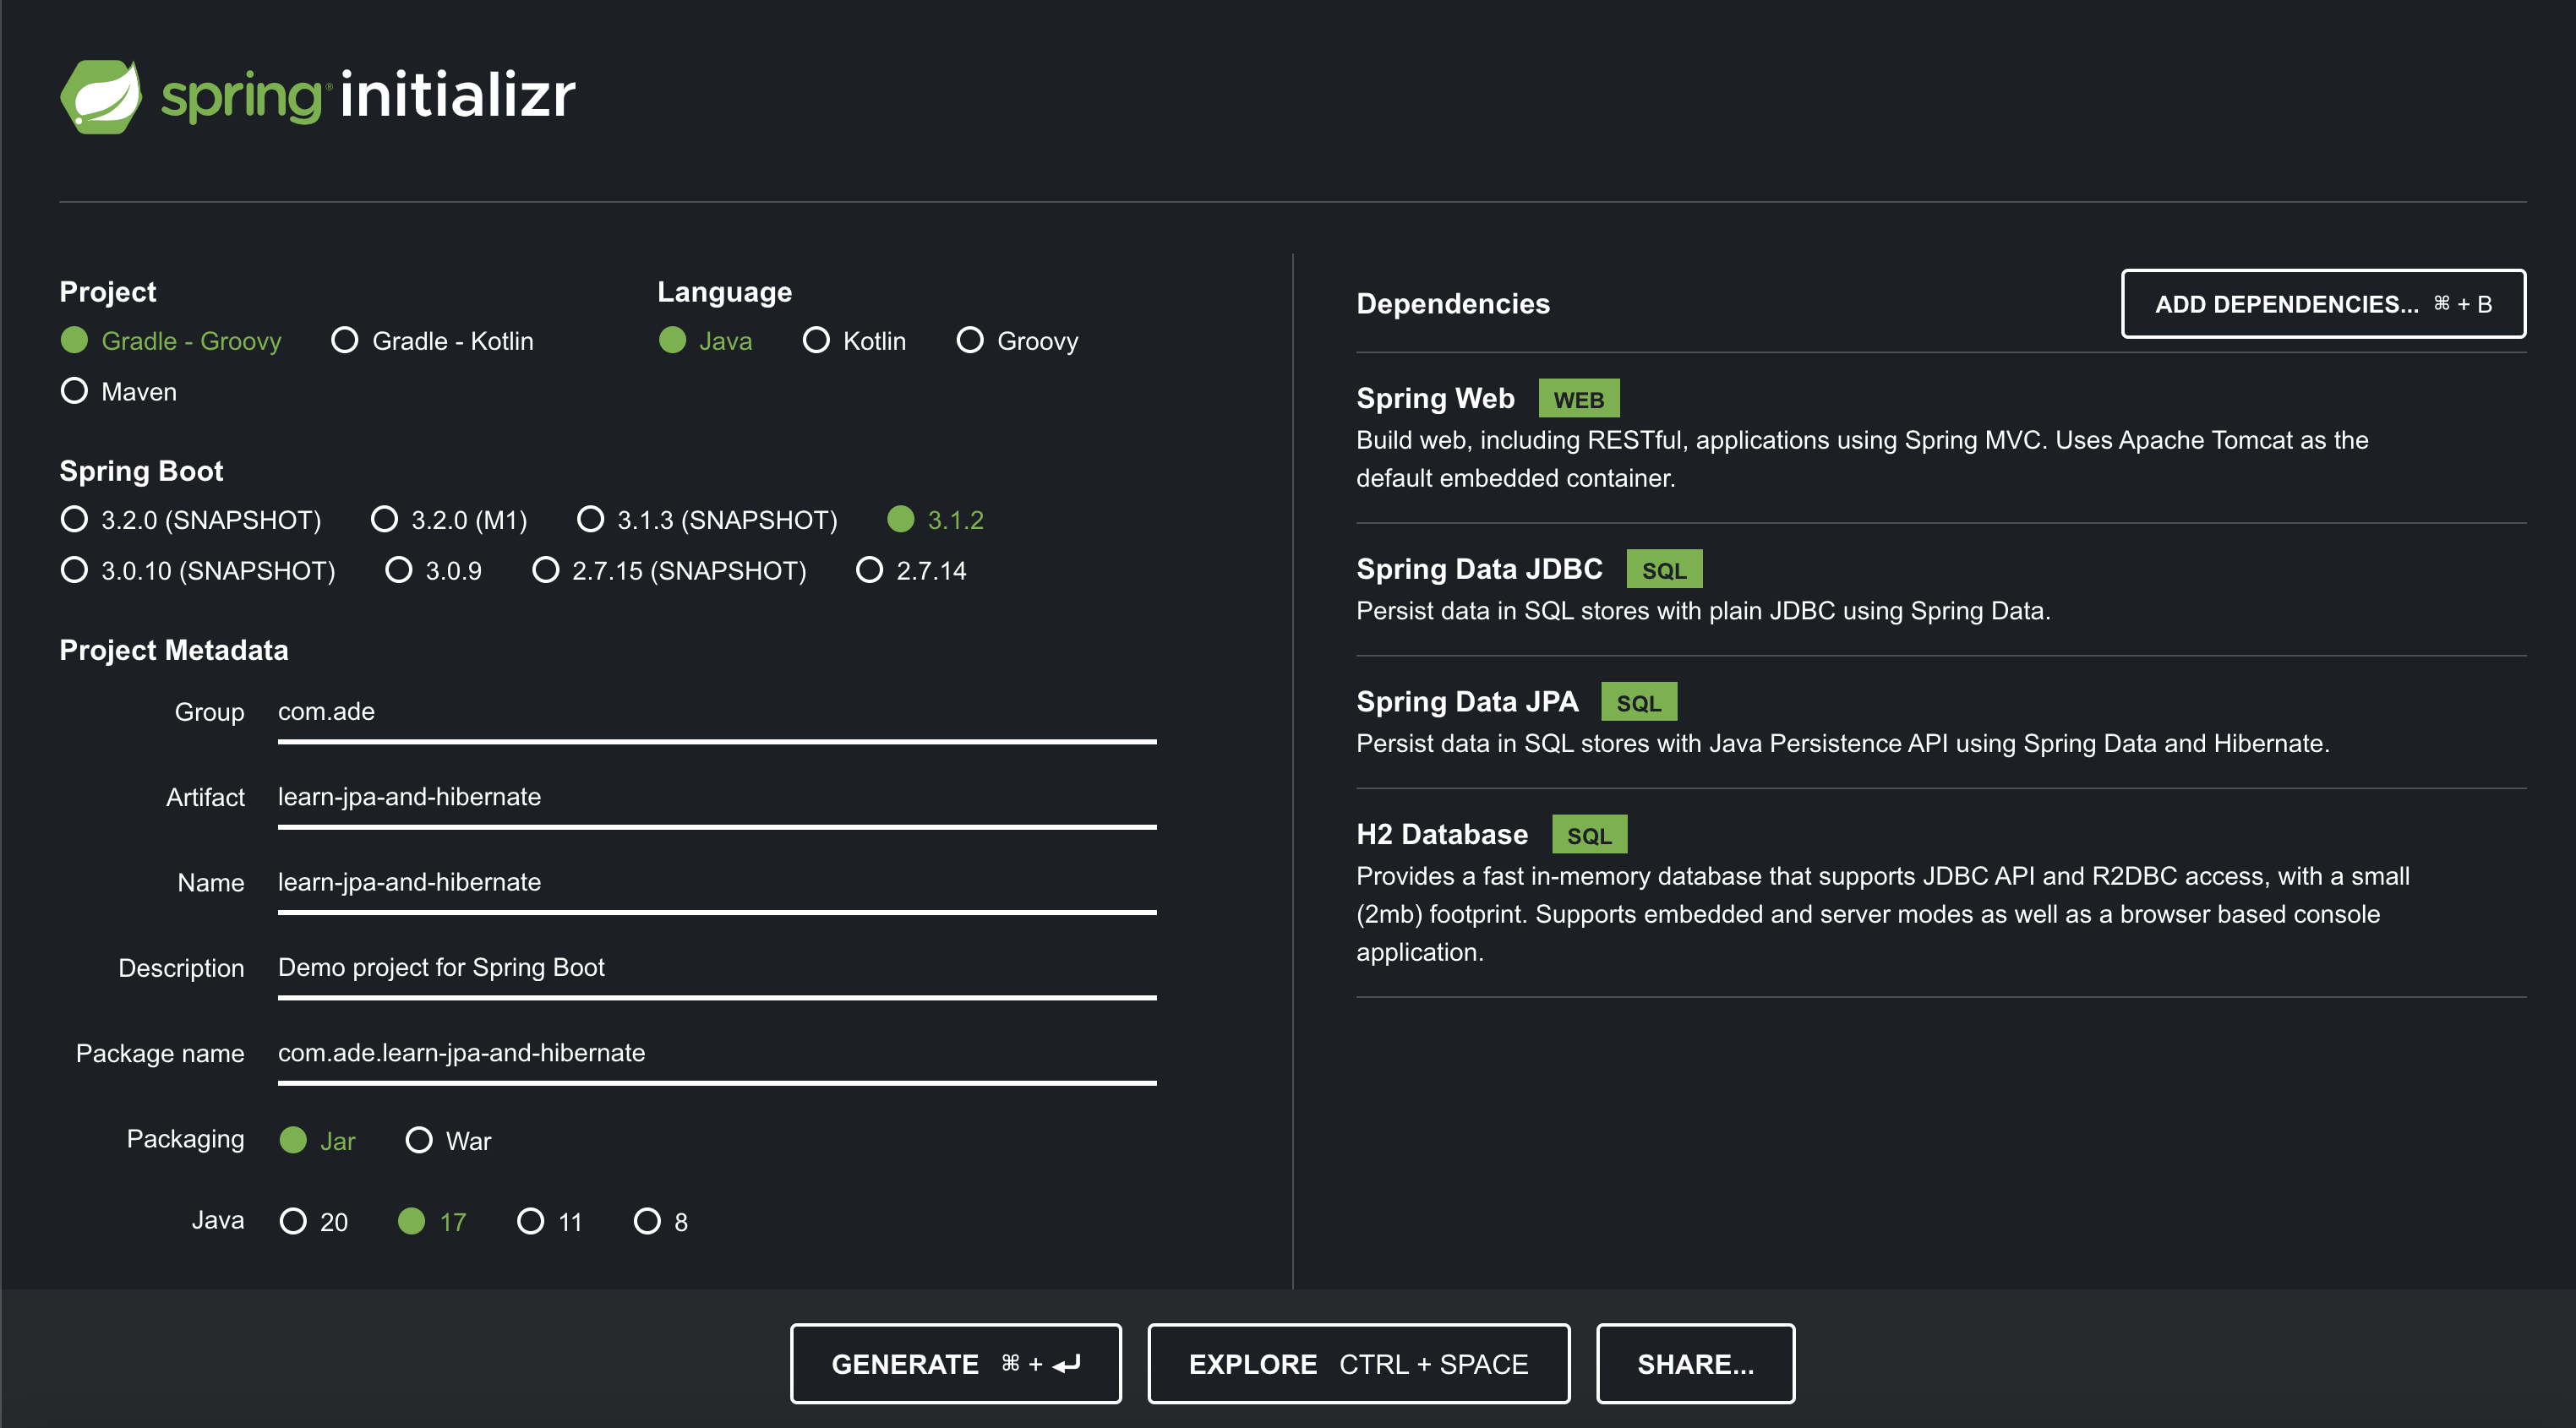 spring initializr
Project
Gradle - Groovy Gradle - Kotlin
Maven
Language
Java Kotlin Groovy
Spring Boot
3.2.0 (SNAPSHOT) 3.2.0 (M1) 3.1.3 (SNAPSHOT) 3.1.2
3.0.10 (SNAPSHOT) 3.0.9 2.7.15 (SNAPSHOT) 2.7.14
Project Metadata
Group com.ade
Artifact learn-jpa-and-hibernate
Name learn-jpa-and-hibernate
Description Demo project for Spring Boot
Package name com.ade.learn-jpa-and-hibernate
Packaging Jar War
Java 20 17 11 8
Dependencies
ADD DEPENDENCIES... ⌘ + B
Spring Web WEB
Build web, including RESTful, applications using Spring MVC. Uses Apache Tomcat as the
default embedded container.
Spring Data JDBC SQL
Persist data in SQL stores with plain JDBC using Spring Data.
Spring Data JPA SQL
Persist data in SQL stores with Java Persistence API using Spring Data and Hibernate.
H2 Database SQL
Provides a fast in-memory database that supports JDBC API and R2DBC access, with a small
(2mb) footprint. Supports embedded and server modes as well as a browser based console
application.
GENERATE ⌘ + ⏎
EXPLORE CTRL + SPACE
SHARE...